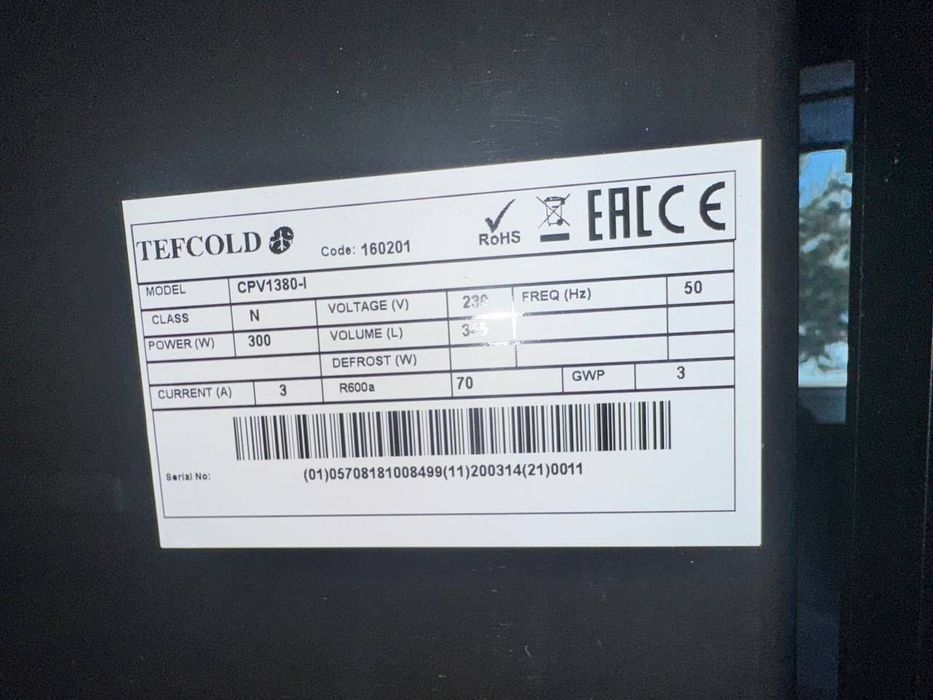 TEFCOLD Code: 160201 RoHS EAC CE
MODEL CPV1380-I
CLASS N VOLTAGE (V) 230 FREQ (Hz) 50
POWER (W) 300 VOLUME (L)
DEFROST (W)
CURRENT (A) 3 R600a 70 GWP 3
Serial No: (01)05708181008499(11)200314(21)0011